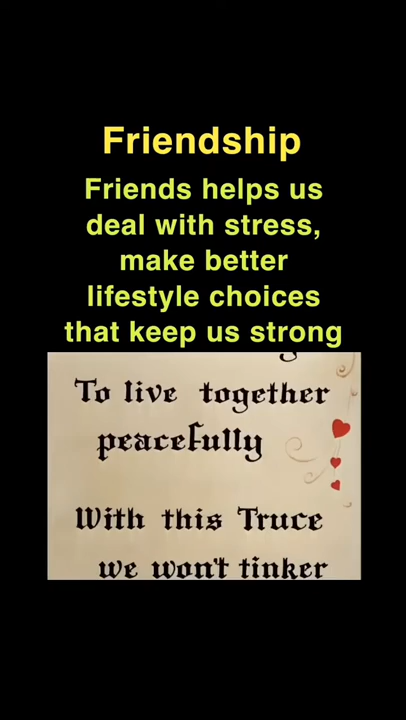 Friendship
Friends helps us
deal with stress,
make better
lifestyle choices
that keep us strong
To live together
peacefully
With this Truce
we won't tinker